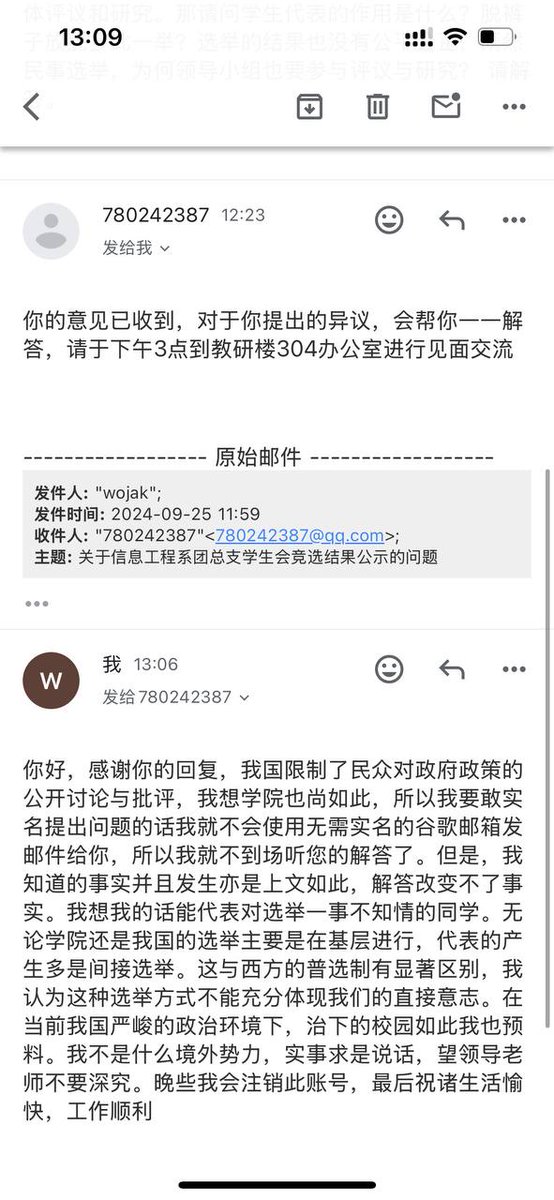 体评议和研究。那请问学生代表的作用是什么？脱裤
13:09
民事选举，为何领导小组也要参与评议与研究？ 请解
780242387 12:23
发给我
你的意见已收到，对于你提出的异议，会帮你一一解
答，请于下午3点到教研楼304办公室进行见面交流
------------------ 原始邮件 ------------------
发件人: "wojak";
发件时间: 2024-09-25 11:59
收件人: "780242387"<780242387@qq.com>;
主题: 关于信息工程系团总支学生会竞选结果公示的问题
W
我 13:06
发给 780242387
你好，感谢你的回复，我国限制了民众对政府政策的
公开讨论与批评，我想学院也尚如此，所以我要敢实
名提出问题的话我就不会使用无需实名的谷歌邮箱发
邮件给你，所以我就不到场听您的解答了。但是，我
知道的事实并且发生亦是上文如此，解答改变不了事
实。我想我的话能代表对选举一事不知情的同学。无
论学院还是我国的选举主要是在基层进行，代表的产
生多是间接选举。这与西方的普选制有显著区别，我
认为这种选举方式不能充分体现我们的直接意志。在
当前我国严峻的政治环境下，治下的校园如此我也预
料。我不是什么境外势力，实事求是说话，望领导老
师不要深究。晚些我会注销此账号，最后祝诸生活愉
快，工作顺利